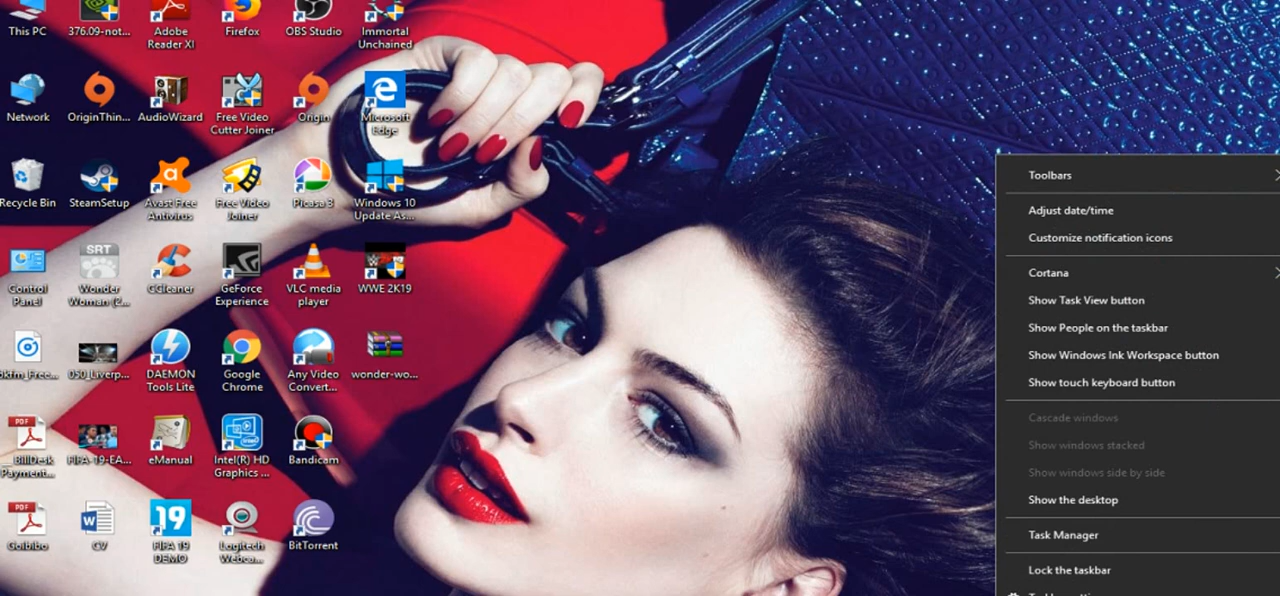 This PC
376.09-not...
Adobe
Reader XI
Firefox
OBS Studio
Immortal
Unchained
Network
OriginThin...
AudioWizard
Free Video
Cutter Joiner
Origin
Microsoft
Edge
Recycle Bin
SteamSetup
Avast Free
Antivirus
Free Video
Joiner
Picasa 3
Windows 10
Update As...
Control
Panel
SRT
Wonder
Woman (2...
CCleaner
GeForce
Experience
VLC media
player
WWE 2K19
050_Liverp...
DAEMON
Tools Lite
Google
Chrome
Any Video
Convert...
wonder-wo...
PDF
BillDesk
Payment...
FIFA-19-EA...
eManual
intel
Intel(R) HD
Graphics ...
Bandicam
PDF
Goibibo
CV
19
FIFA 19
DEMO
Logitech
Webca...
BitTorrent
Toolbars
Adjust date/time
Customize notification icons
Cortana
Show Task View button
Show People on the taskbar
Show Windows Ink Workspace button
Show touch keyboard button
Cascade windows
Show windows stacked
Show windows side by side
Show the desktop
Task Manager
Lock the taskbar